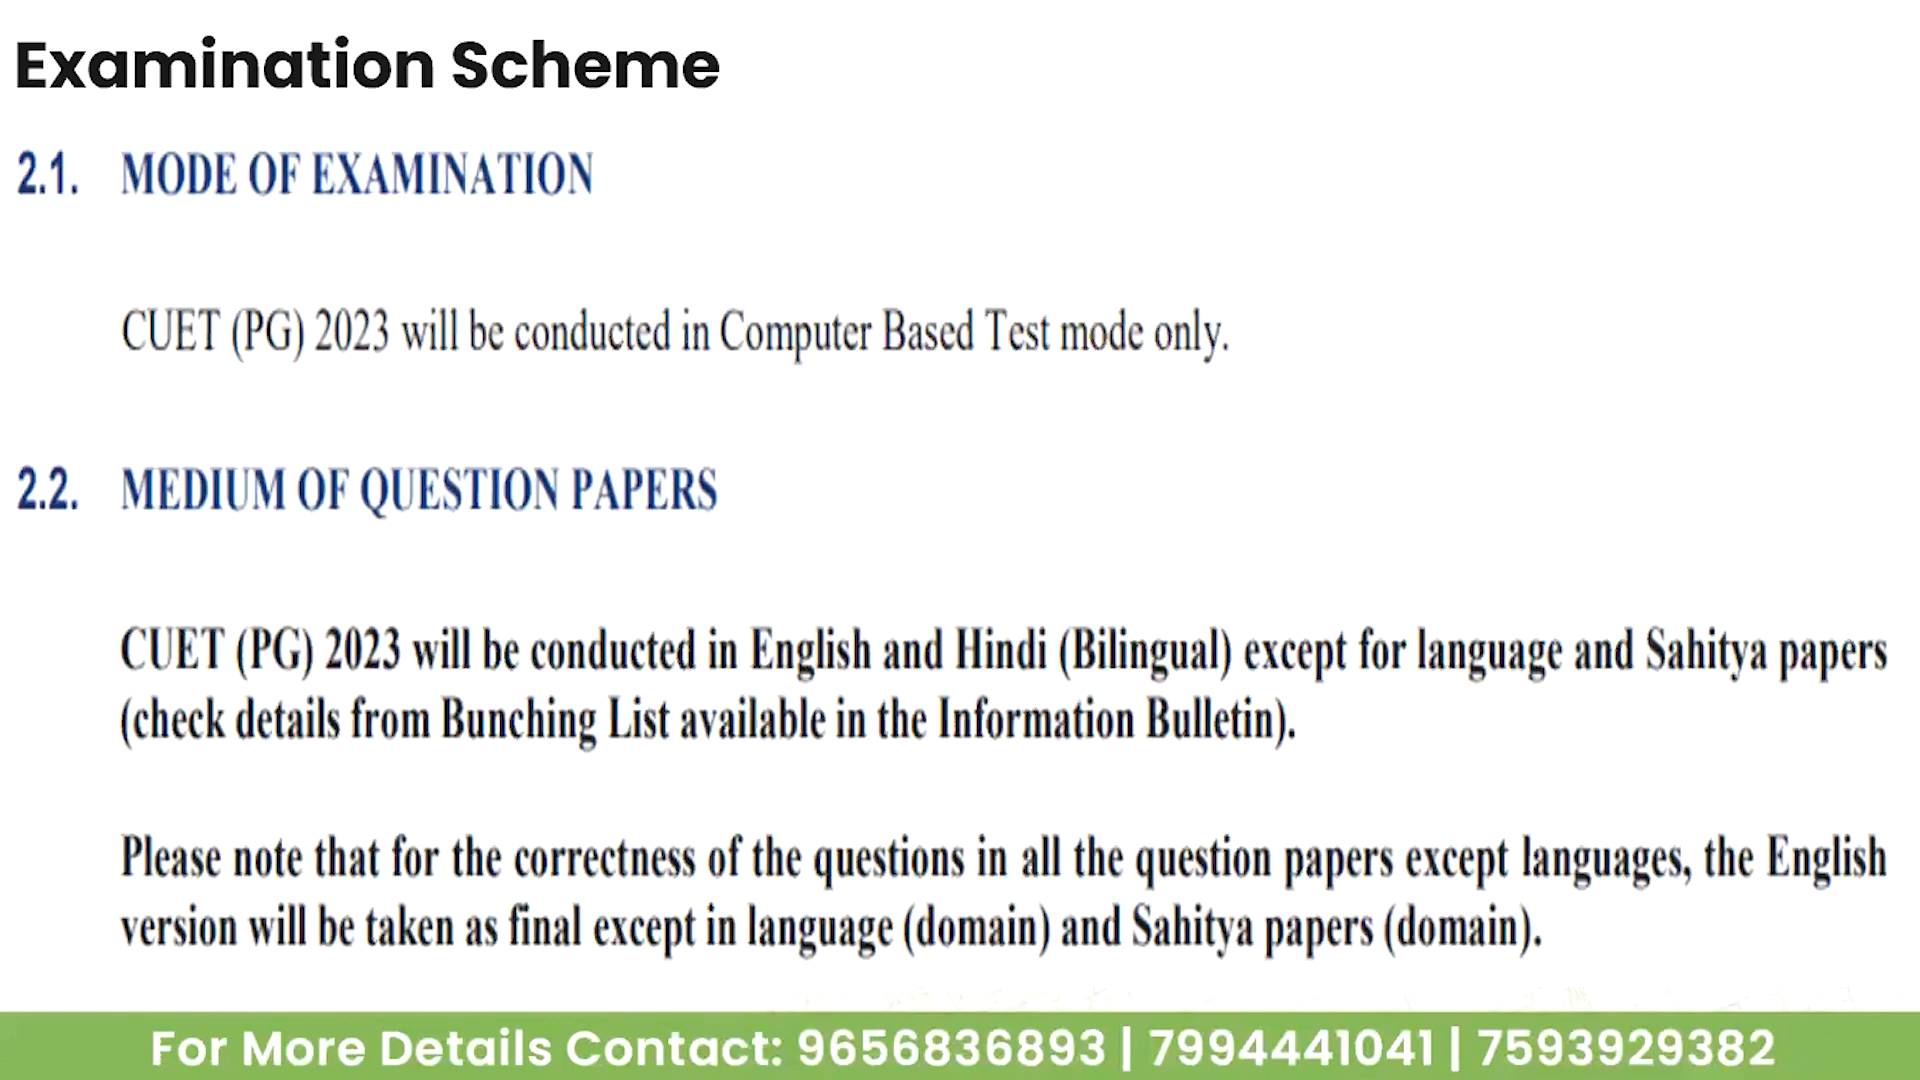 Examination Scheme
2.1. MODE OF EXAMINATION
CUET (PG) 2023 will be conducted in Computer Based Test mode only.
2.2. MEDIUM OF QUESTION PAPERS
CUET (PG) 2023 will be conducted in English and Hindi (Bilingual) except for language and Sahitya papers
(check details from Bunching List available in the Information Bulletin).
Please note that for the correctness of the questions in all the question papers except languages, the English
version will be taken as final except in language (domain) and Sahitya papers (domain).
For More Details Contact: 9656836893 | 7994441041 | 7593929382